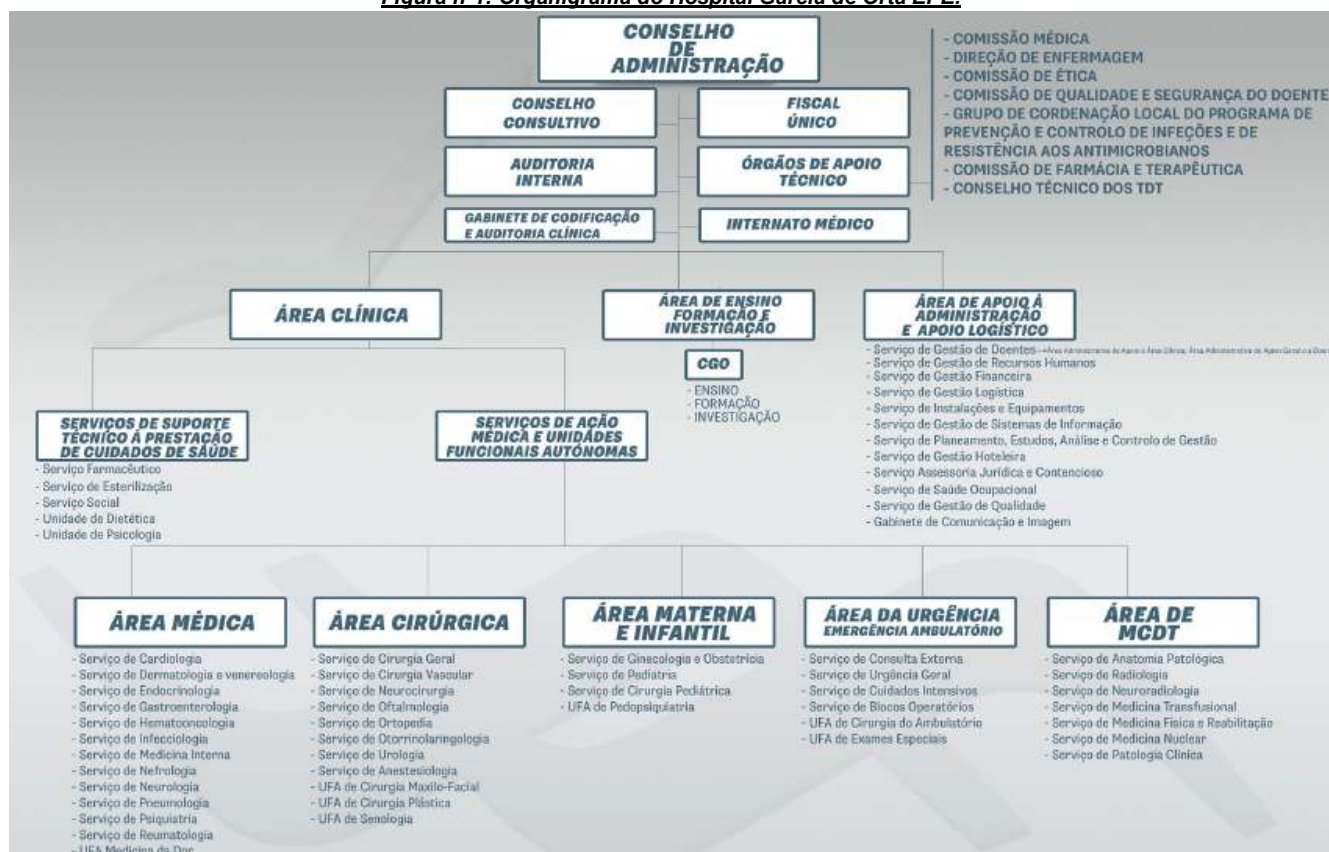 Figura nº1: Organigrama do Hospital Garcia de Orta EPE.
CONSELHO
DE
ADMINISTRAÇÃO
- COMISSÃO MÉDICA
- DIREÇÃO DE ENFERMAGEM
- COMISSÃO DE ÉTICA
- COMISSÃO DE QUALIDADE E SEGURANÇA DO DOENTE
- GRUPO DE CORDENAÇÃO LOCAL DO PROGRAMA DE
PREVENÇÃO E CONTROLO DE INFEÇÕES E DE
RESISTÊNCIA AOS ANTIMICROBIANOS
- COMISSÃO DE FARMÁCIA E TERAPÊUTICA
- CONSELHO TÉCNICO DOS TDT
CONSELHO
CONSULTIVO
FISCAL
ÚNICO
AUDITORIA
INTERNA
ÓRGÃOS DE APOIO
TÉCNICO
GABINETE DE CODIFICAÇÃO
E AUDITORIA CLÍNICA
INTERNATO MÉDICO
ÁREA CLÍNICA
ÁREA DE ENSINO
FORMAÇÃO E
INVESTIGAÇÃO
CGO
- ENSINO
- FORMAÇÃO
- INVESTIGAÇÃO
ÁREA DE APOIO À
ADMINISTRAÇÃO
E APOIO LOGÍSTICO
- Serviço de Gestão de Doentes
- Serviço de Gestão de Recursos Humanos
- Serviço de Gestão Financeira
- Serviço de Gestão Logística
- Serviço de Instalações e Equipamentos
- Serviço de Gestão de Sistemas de Informação
- Serviço de Planeamento, Estudos, Análise e Controlo de Gestão
- Serviço de Gestão Hoteleira
- Serviço Assessoria Jurídica e Contencioso
- Serviço de Saúde Ocupacional
- Serviço de Gestão de Qualidade
- Gabinete de Comunicação e Imagem
SERVIÇOS DE SUPORTE
TÉCNICO À PRESTAÇÃO
DE CUIDADOS DE SAÚDE
- Serviço Farmacêutico
- Serviço de Esterilização
- Serviço Social
- Unidade de Dietética
- Unidade de Psicologia
SERVIÇOS DE AÇÃO
MÉDICA E UNIDADES
FUNCIONAIS AUTÓNOMAS
ÁREA MÉDICA
- Serviço de Cardiologia
- Serviço de Dermatologia e venereologia
- Serviço de Endocrinologia
- Serviço de Gastroenterologia
- Serviço de Hematooncologia
- Serviço de Infecciologia
- Serviço de Medicina Interna
- Serviço de Nefrologia
- Serviço de Neurologia
- Serviço de Pneumologia
- Serviço de Psiquiatria
- Serviço de Reumatologia
- UFA Medicina da Dor
ÁREA CIRÚRGICA
- Serviço de Cirurgia Geral
- Serviço de Cirurgia Vascular
- Serviço de Neurocirurgia
- Serviço de Oftalmologia
- Serviço de Ortopedia
- Serviço de Otorrinolaringologia
- Serviço de Urologia
- Serviço de Anestesiologia
- UFA de Cirurgia Maxilo-Facial
- UFA de Cirurgia Plástica
- UFA de Senologia
ÁREA MATERNA
E INFANTIL
- Serviço de Ginecologia e Obstetrícia
- Serviço de Pediatria
- Serviço de Cirurgia Pediátrica
- UFA de Pedopsiquiatria
ÁREA DA URGÊNCIA
EMERGÊNCIA AMBULATÓRIO
- Serviço de Consulta Externa
- Serviço de Urgência Geral
- Serviço de Cuidados Intensivos
- Serviço de Blocos Operatórios
- UFA de Cirurgia do Ambulatório
- UFA de Exames Especiais
ÁREA DE
MCDT
- Serviço de Anatomia Patológica
- Serviço de Radiologia
- Serviço de Neuroradiologia
- Serviço de Medicina Transfusional
- Serviço de Medicina Física e Reabilitação
- Serviço de Medicina Nuclear
- Serviço de Patologia Clínica